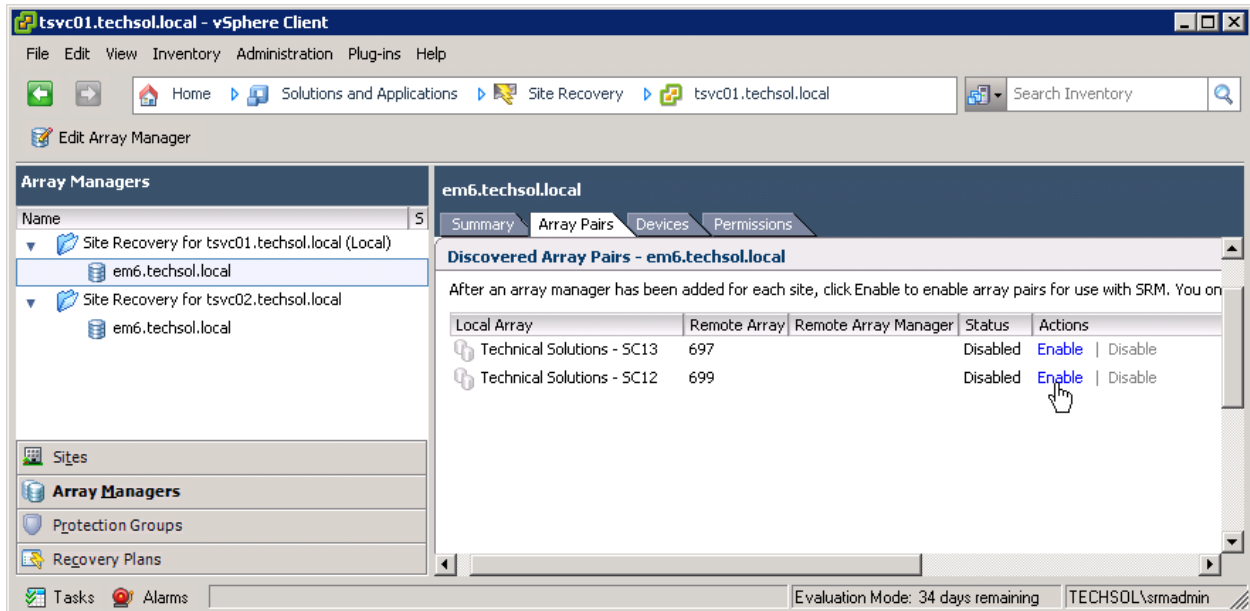 tsvc01.techsol.local - vSphere Client
File Edit View Inventory Administration Plug-ins Help
Home Solutions and Applications Site Recovery tsvc01.techsol.local Search Inventory
Edit Array Manager
Array Managers
Name S
Site Recovery for tsvc01.techsol.local (Local)
em6.techsol.local
Site Recovery for tsvc02.techsol.local
em6.techsol.local
Sites
Array Managers
Protection Groups
Recovery Plans
em6.techsol.local
Summary Array Pairs Devices Permissions
Discovered Array Pairs - em6.techsol.local
After an array manager has been added for each site, click Enable to enable array pairs for use with SRM. You on
Local Array Remote Array Remote Array Manager Status Actions
Technical Solutions - SC13 697 Disabled Enable | Disable
Technical Solutions - SC12 699 Disabled Enable | Disable
Tasks Alarms Evaluation Mode: 34 days remaining TECHSOL\srmadmin